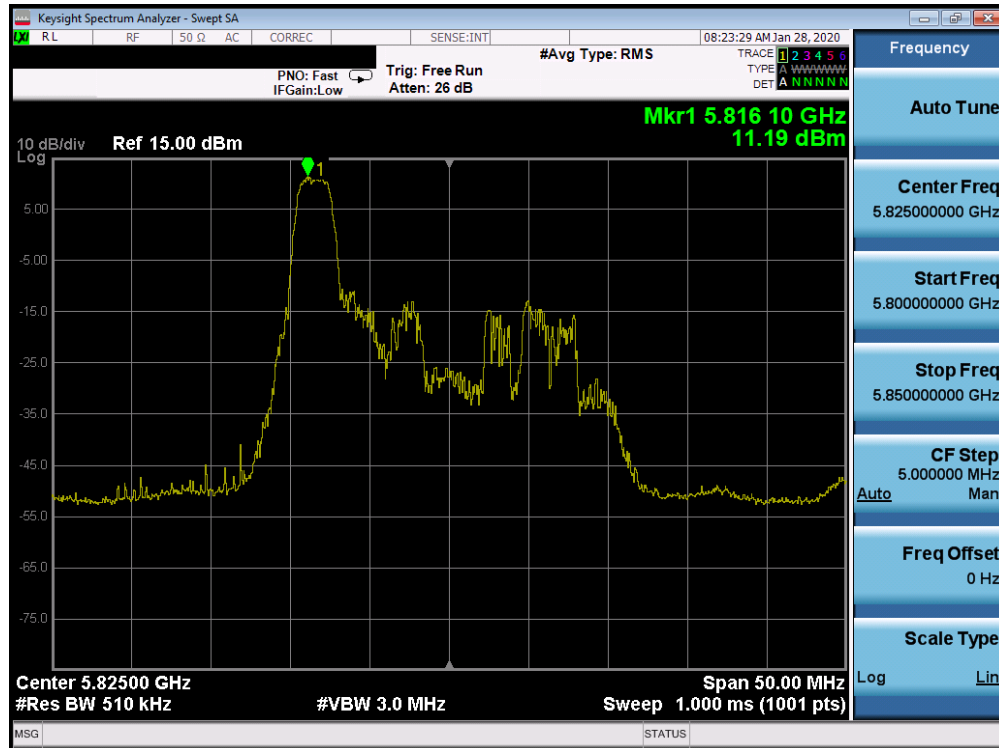 Keysight Spectrum Analyzer - Swept SA
LXI RL RF 50 Ω AC CORREC SENSE:INT 08:23:29 AM Jan 28, 2020
#Avg Type: RMS
TRACE 1 2 3 4 5 6
TYPE A WWWWW
DET A N N N N N
PNO: Fast
IFGain:Low
Trig: Free Run
Atten: 26 dB
Mkr1 5.816 10 GHz
11.19 dBm
10 dB/div
Log
Ref 15.00 dBm
1
5.00
-5.00
-15.0
-25.0
-35.0
-45.0
-55.0
-65.0
-75.0
Center 5.82500 GHz
#Res BW 510 kHz
#VBW 3.0 MHz
Span 50.00 MHz
Sweep 1.000 ms (1001 pts)
MSG
STATUS
Frequency
Auto Tune
Center Freq
5.825000000 GHz
Start Freq
5.800000000 GHz
Stop Freq
5.850000000 GHz
CF Step
5.000000 MHz
Auto Man
Freq Offset
0 Hz
Scale Type
Log Lin